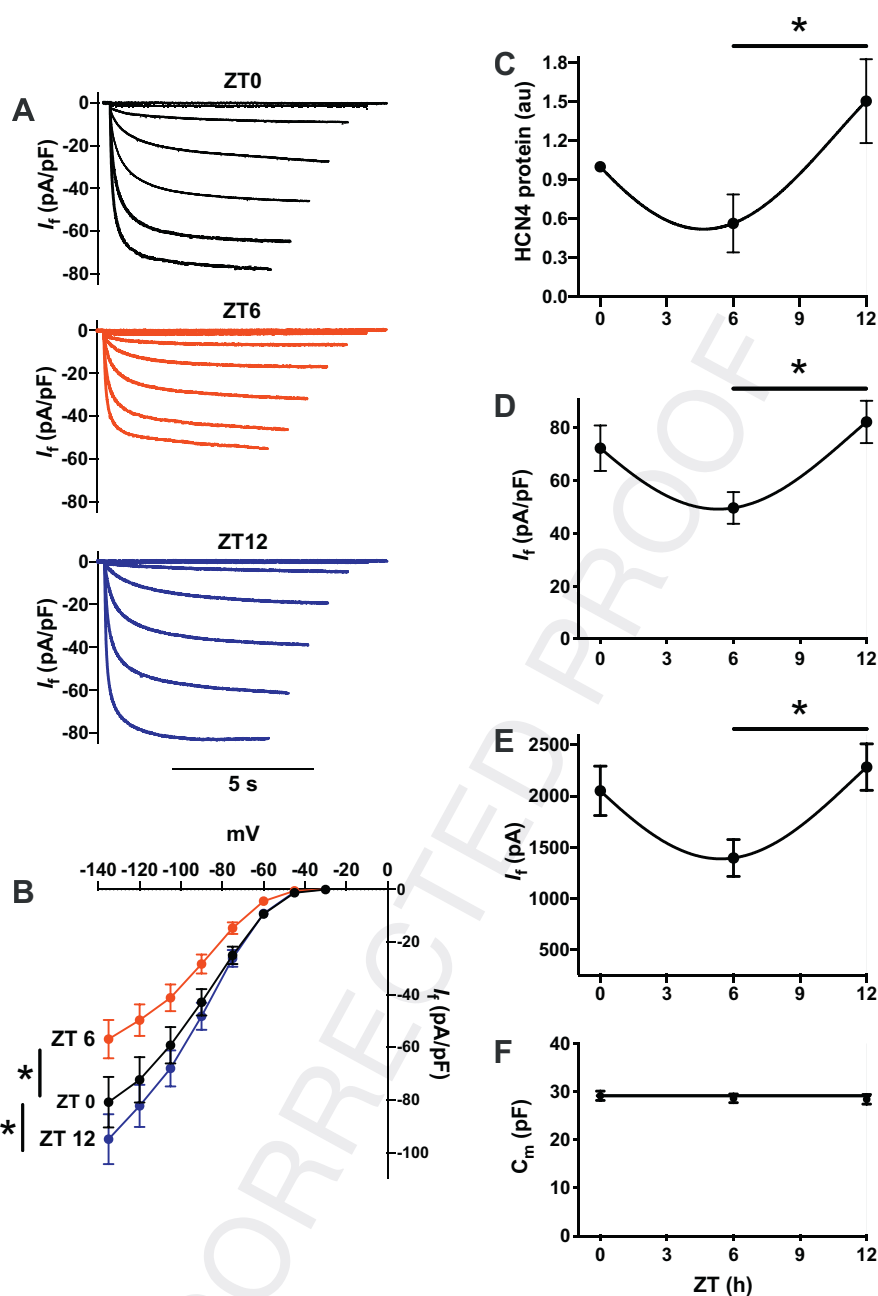 A
ZT0
0
-20
-40
-60
-80
If (pA/pF)
ZT6
0
-20
-40
-60
-80
If (pA/pF)
ZT12
0
-20
-40
-60
-80
If (pA/pF)
5 s
B
mV
-140 -120 -100 -80 -60 -40 -20 0
0
-20
-40
-60
-80
-100
If (pA/pF)
ZT 6
*
ZT 0
*
ZT 12
C
*
1.8
1.5
1.2
0.9
0.6
0.3
0.0
HCN4 protein (au)
0 3 6 9 12
D
*
80
60
40
20
0
If (pA/pF)
0 3 6 9 12
E
*
2500
2000
1500
1000
500
If (pA)
0 3 6 9 12
F
40
30
20
10
0
Cm (pF)
0 3 6 9 12
ZT (h)
ORRECTED PROOF